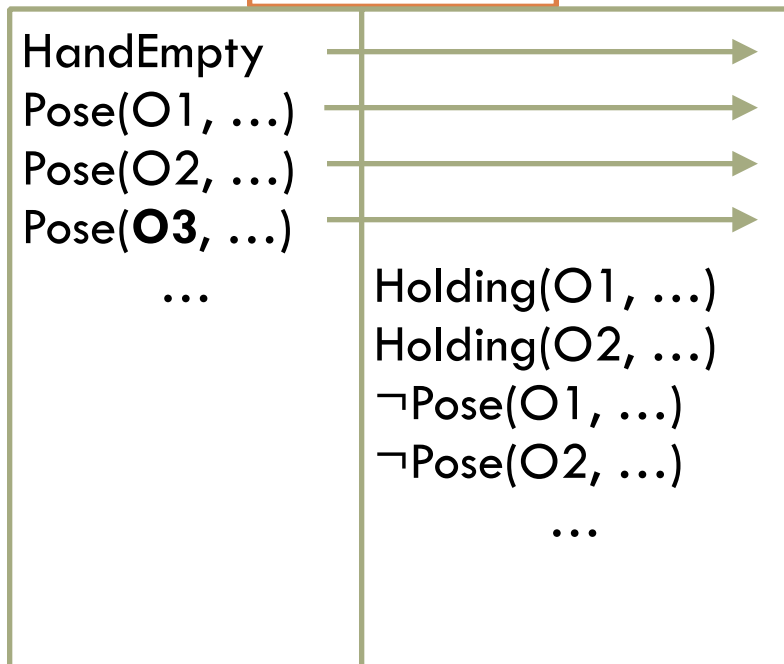 HandEmpty
Pose(O1, …)
Pose(O2, …)
Pose(O3, …)
…
Holding(O1, …)
Holding(O2, …)
¬Pose(O1, …)
¬Pose(O2, …)
…